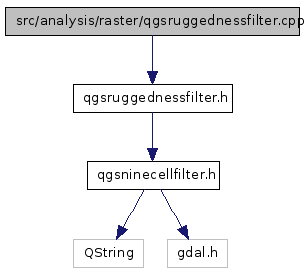 src/analysis/raster/qgsruggednessfilter.cpp
qgsruggednessfilter.h
qgsninecellfilter.h
QString
gdal.h